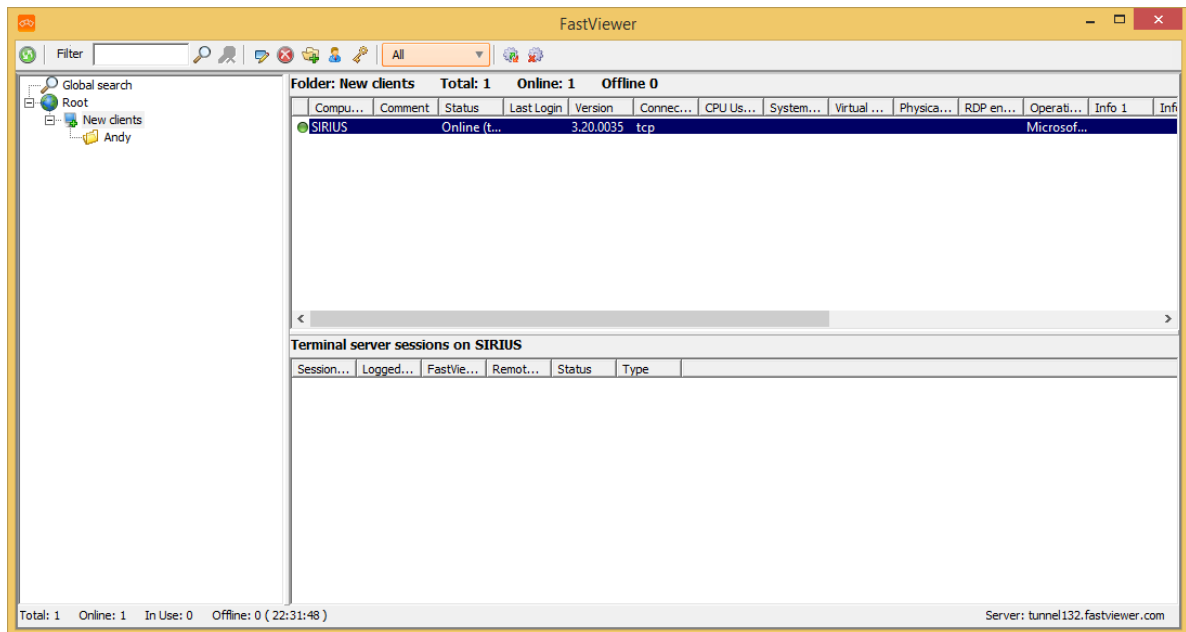 FastViewer
Filter All
Global search
Root
New clients
Andy
Folder: New clients Total: 1 Online: 1 Offline 0
Compu... Comment Status Last Login Version Connec... CPU Us... System... Virtual ... Physica... RDP en... Operati... Info 1 Inf
SIRIUS Online (t... 3.20.0035 tcp Microsof...
Terminal server sessions on SIRIUS
Session... Logged... FastVie... Remot... Status Type
Total: 1 Online: 1 In Use: 0 Offline: 0 ( 22:31:48 ) Server: tunnel132.fastviewer.com